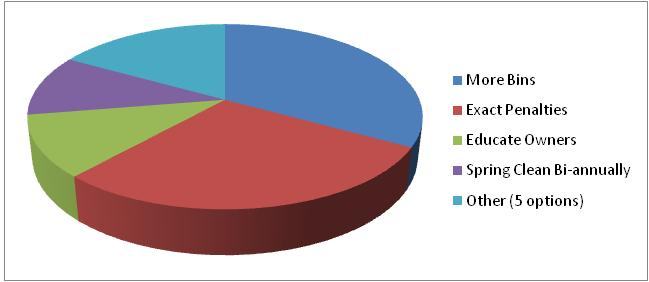 More Bins
Exact Penalties
Educate Owners
Spring Clean Bi-annually
Other (5 options)